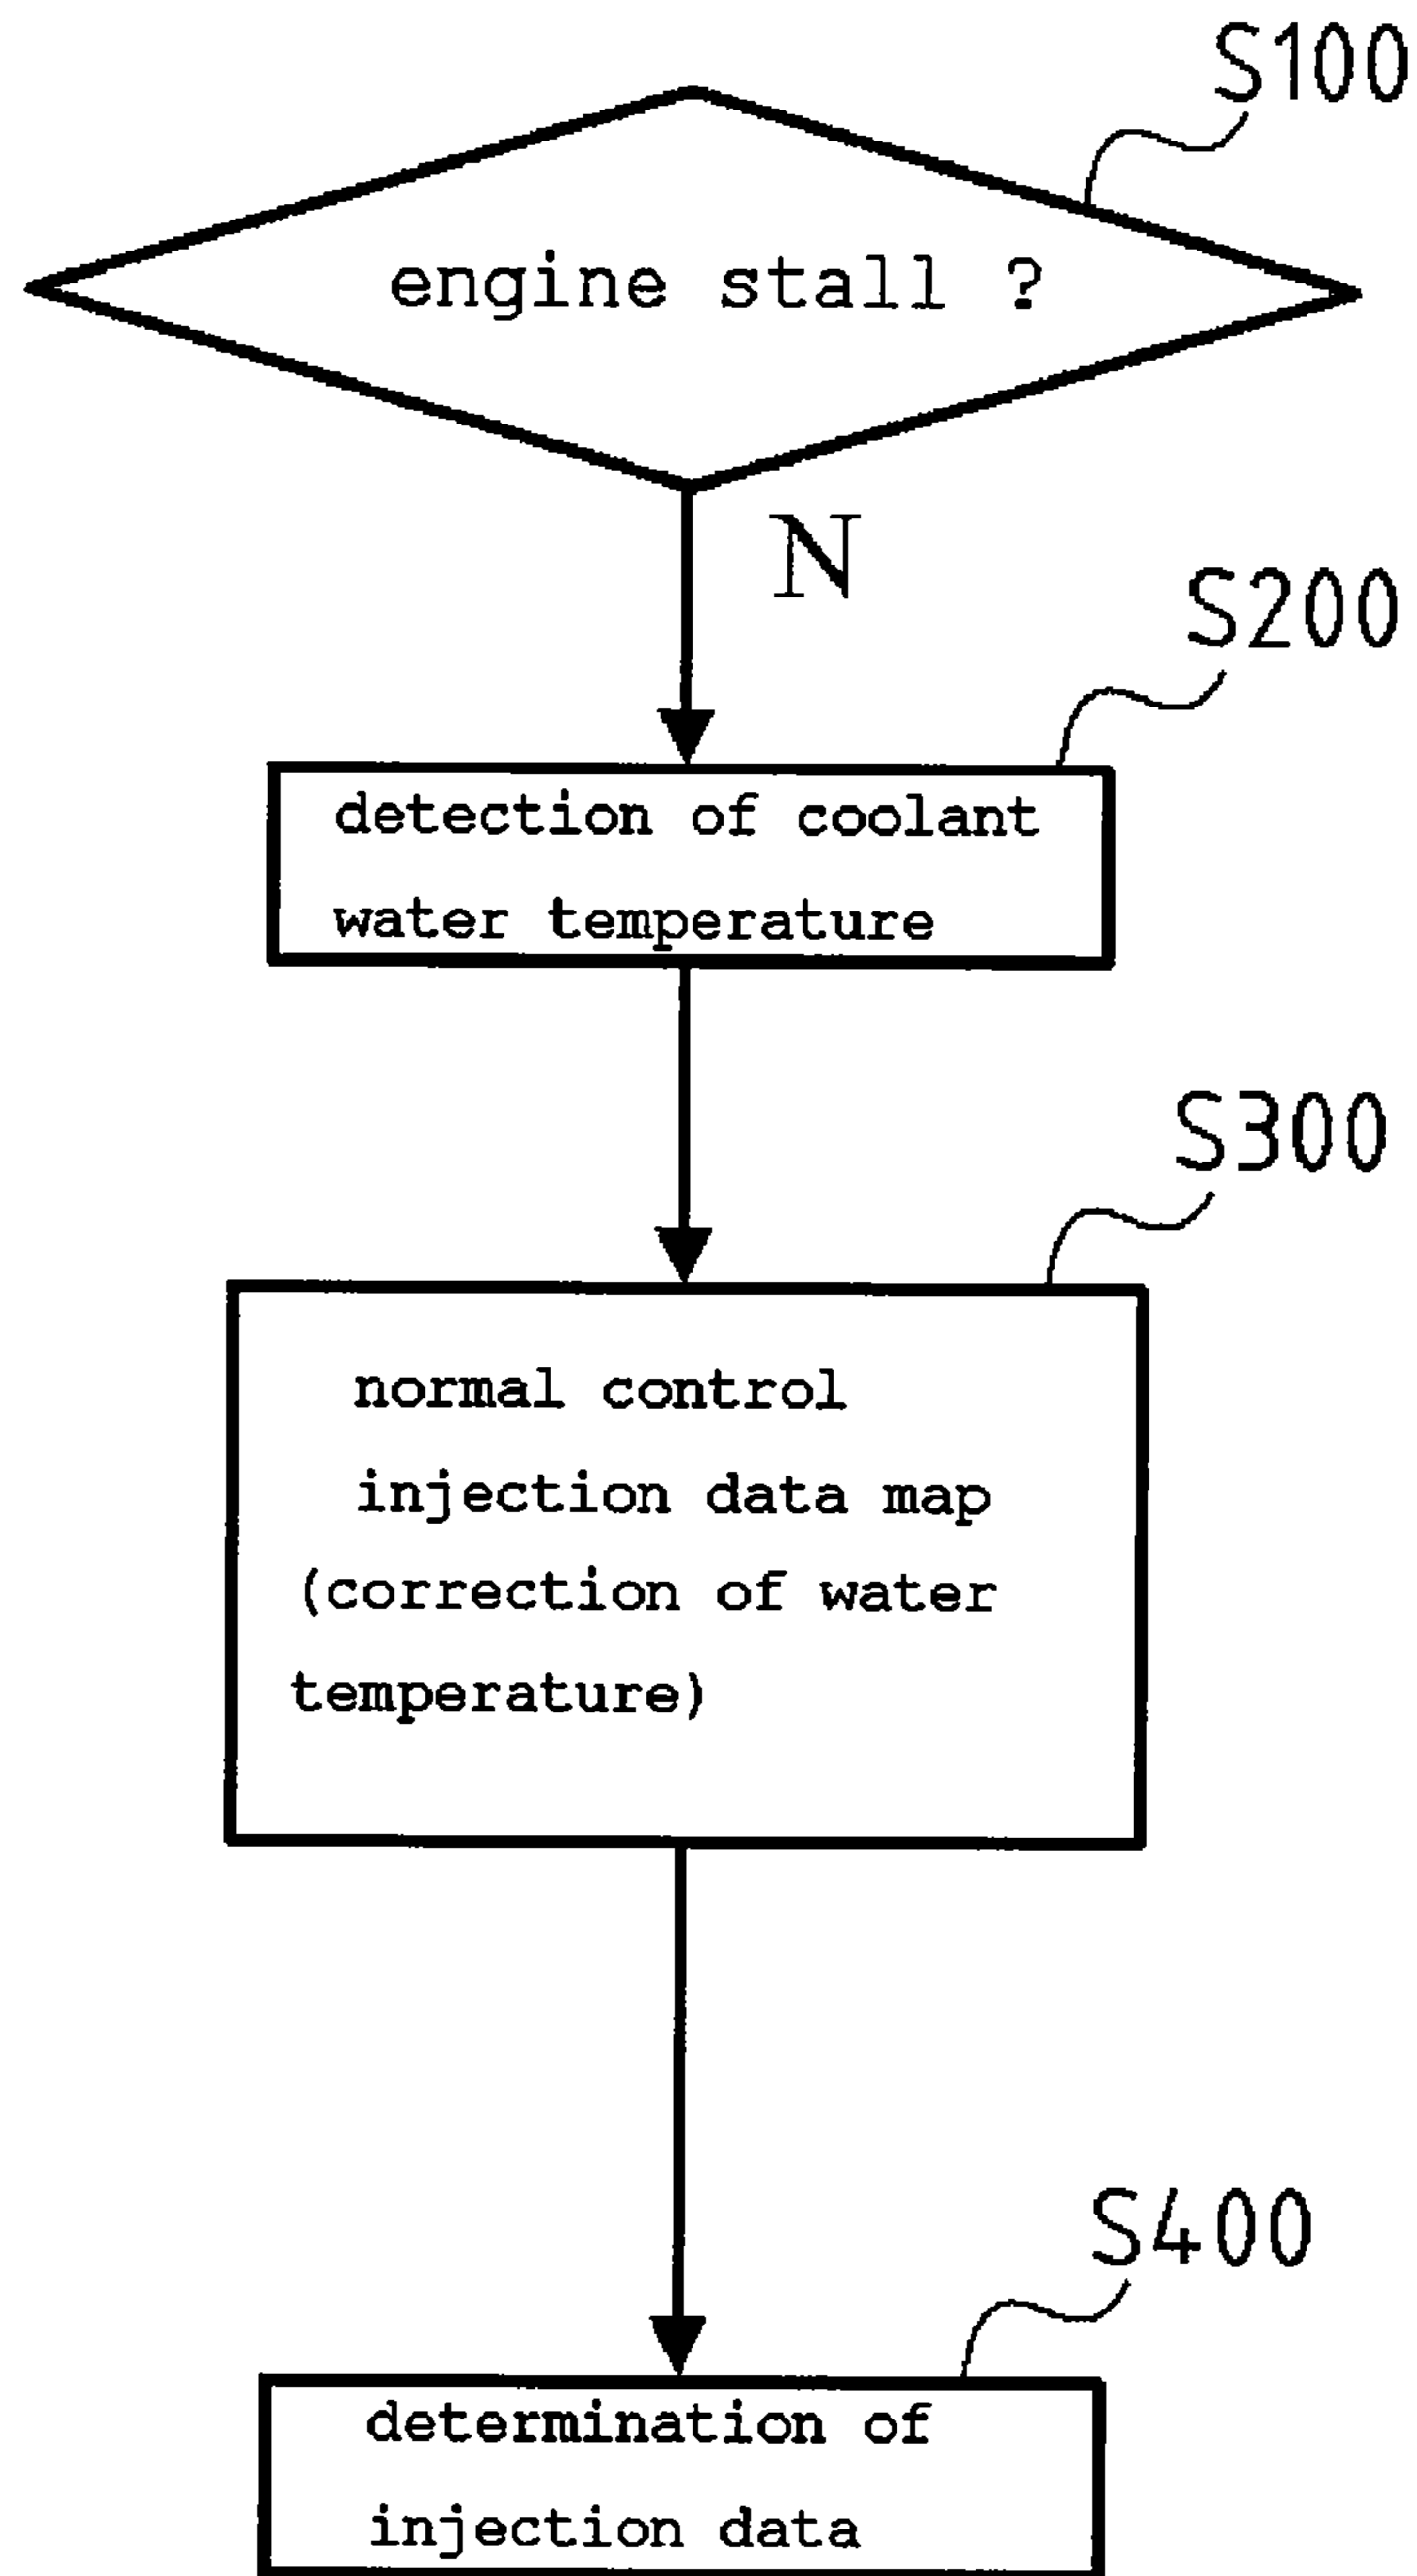 S100
engine stall ?
N
S200
detection of coolant
water temperature
S300
normal control
injection data map
(correction of water
temperature)
S400
determination of
injection data